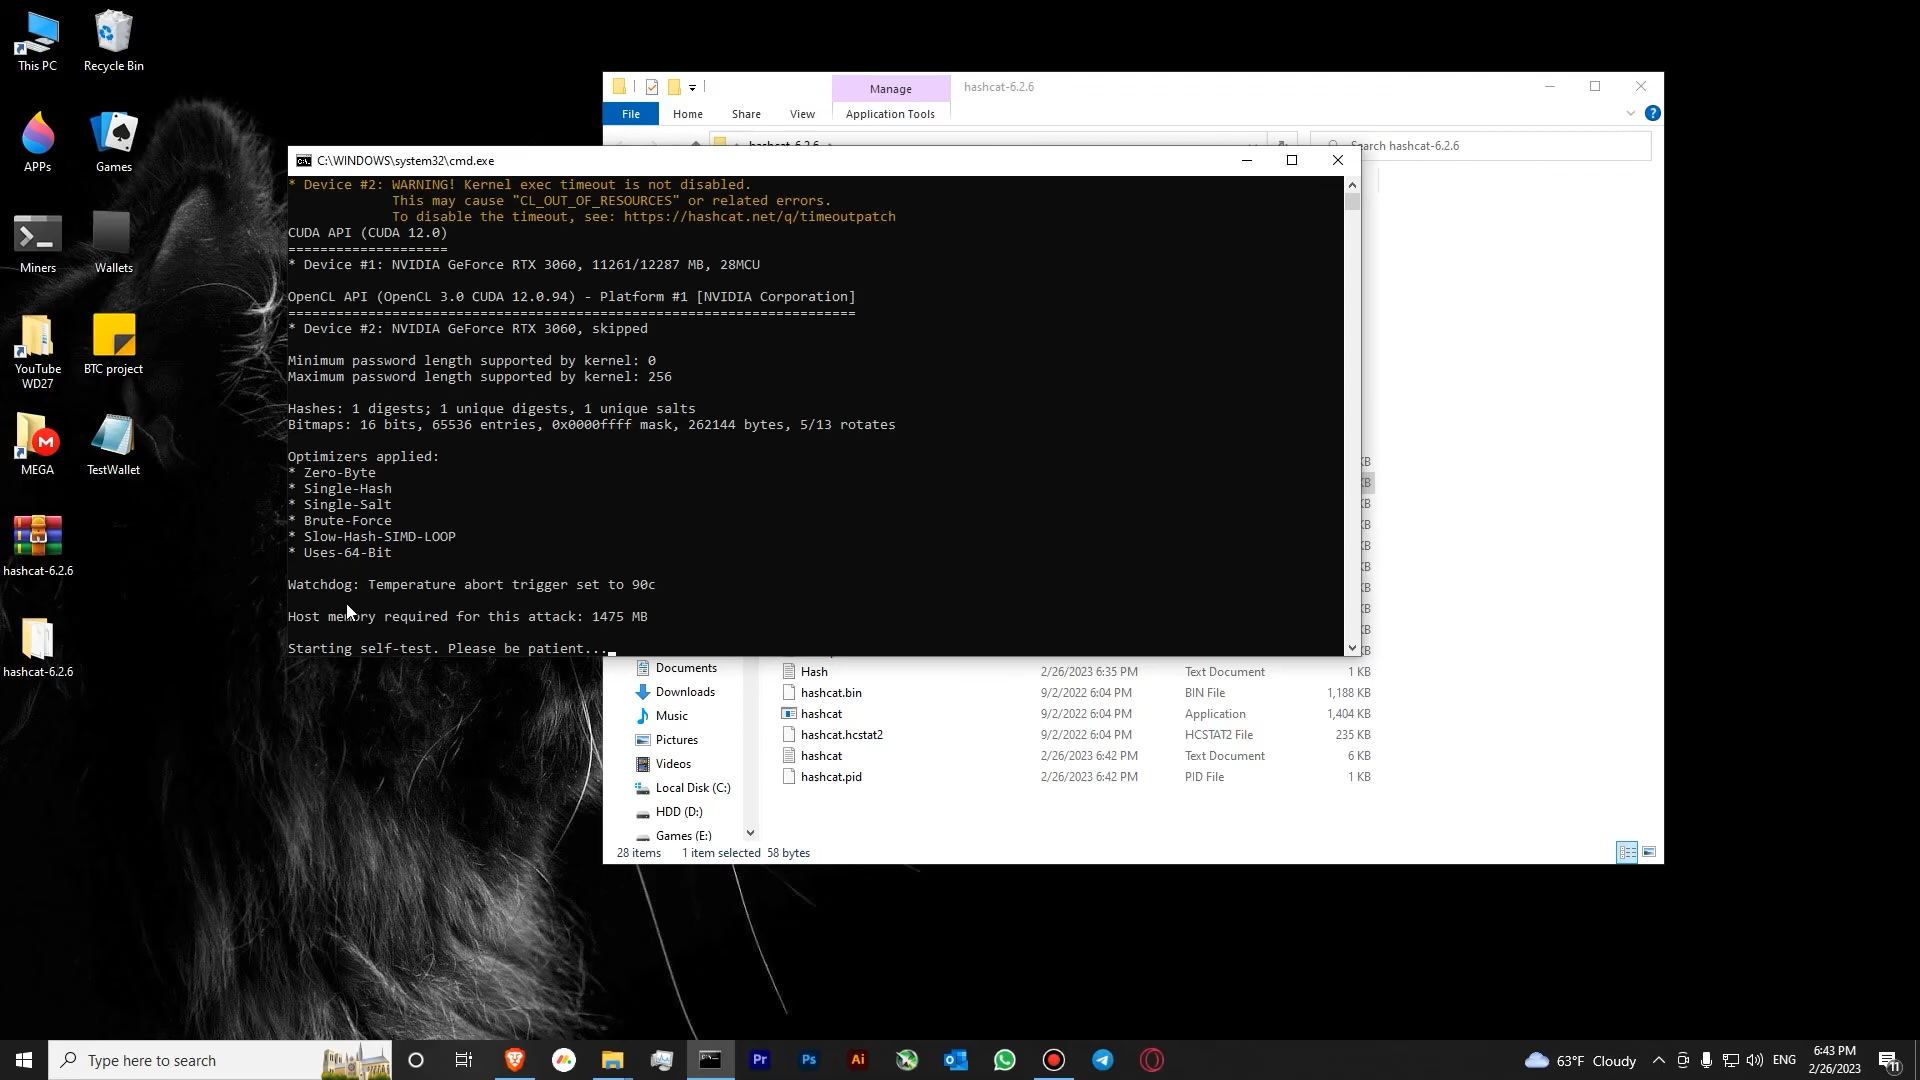 This PC
Recycle Bin
APPs
Games
Miners
Wallets
YouTube WD27
BTC project
MEGA
TestWallet
hashcat-6.2.6
hashcat-6.2.6
Manage
hashcat-6.2.6
File
Home
Share
View
Application Tools
Search hashcat-6.2.6
C:\WINDOWS\system32\cmd.exe
* Device #2: WARNING! Kernel exec timeout is not disabled.
This may cause "CL_OUT_OF_RESOURCES" or related errors.
To disable the timeout, see: https://hashcat.net/q/timeoutpatch
CUDA API (CUDA 12.0)
====================
* Device #1: NVIDIA GeForce RTX 3060, 11261/12287 MB, 28MCU
OpenCL API (OpenCL 3.0 CUDA 12.0.94) - Platform #1 [NVIDIA Corporation]
=======================================================================
* Device #2: NVIDIA GeForce RTX 3060, skipped
Minimum password length supported by kernel: 0
Maximum password length supported by kernel: 256
Hashes: 1 digests; 1 unique digests, 1 unique salts
Bitmaps: 16 bits, 65536 entries, 0x0000ffff mask, 262144 bytes, 5/13 rotates
Optimizers applied:
* Zero-Byte
* Single-Hash
* Single-Salt
* Brute-Force
* Slow-Hash-SIMD-LOOP
* Uses-64-Bit
Watchdog: Temperature abort trigger set to 90c
Host memory required for this attack: 1475 MB
Starting self-test. Please be patient...
KB
KB
KB
KB
KB
KB
KB
KB
KB
Documents
Downloads
Music
Pictures
Videos
Local Disk (C:)
HDD (D:)
Games (E:)
Hash 2/26/2023 6:35 PM Text Document 1 KB
hashcat.bin 9/2/2022 6:04 PM BIN File 1,188 KB
hashcat 9/2/2022 6:04 PM Application 1,404 KB
hashcat.hcstat2 9/2/2022 6:04 PM HCSTAT2 File 235 KB
hashcat 2/26/2023 6:42 PM Text Document 6 KB
hashcat.pid 2/26/2023 6:42 PM PID File 1 KB
28 items 1 item selected 58 bytes
Type here to search
Pr
Ps
Ai
63°F Cloudy
ENG
6:43 PM
2/26/2023
11